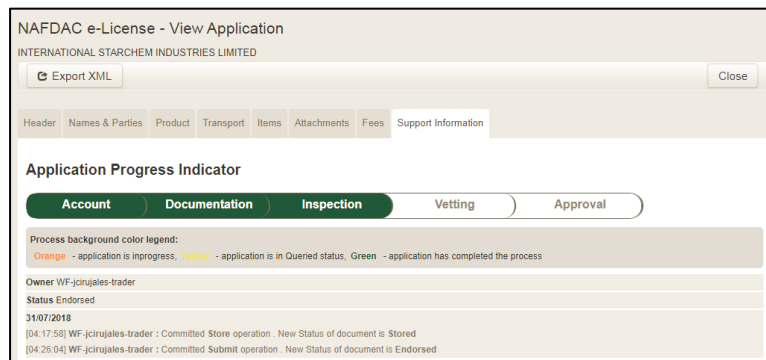 NAFDAC e-License - View Application
INTERNATIONAL STARCHEM INDUSTRIES LIMITED
Export XML Close
Header Names & Parties Product Transport Items Attachments Fees Support Information
Application Progress Indicator
Account Documentation Inspection Vetting Approval
Process background color legend:
Orange - application is inprogress, - application is in Queried status, Green - application has completed the process
Owner WF-jcirujales-trader
Status Endorsed
31/07/2018
[04:17:58] WF-jcirujales-trader : Committed Store operation . New Status of document is Stored
[04:26:04] WF-jcirujales-trader : Committed Submit operation . New Status of document is Endorsed